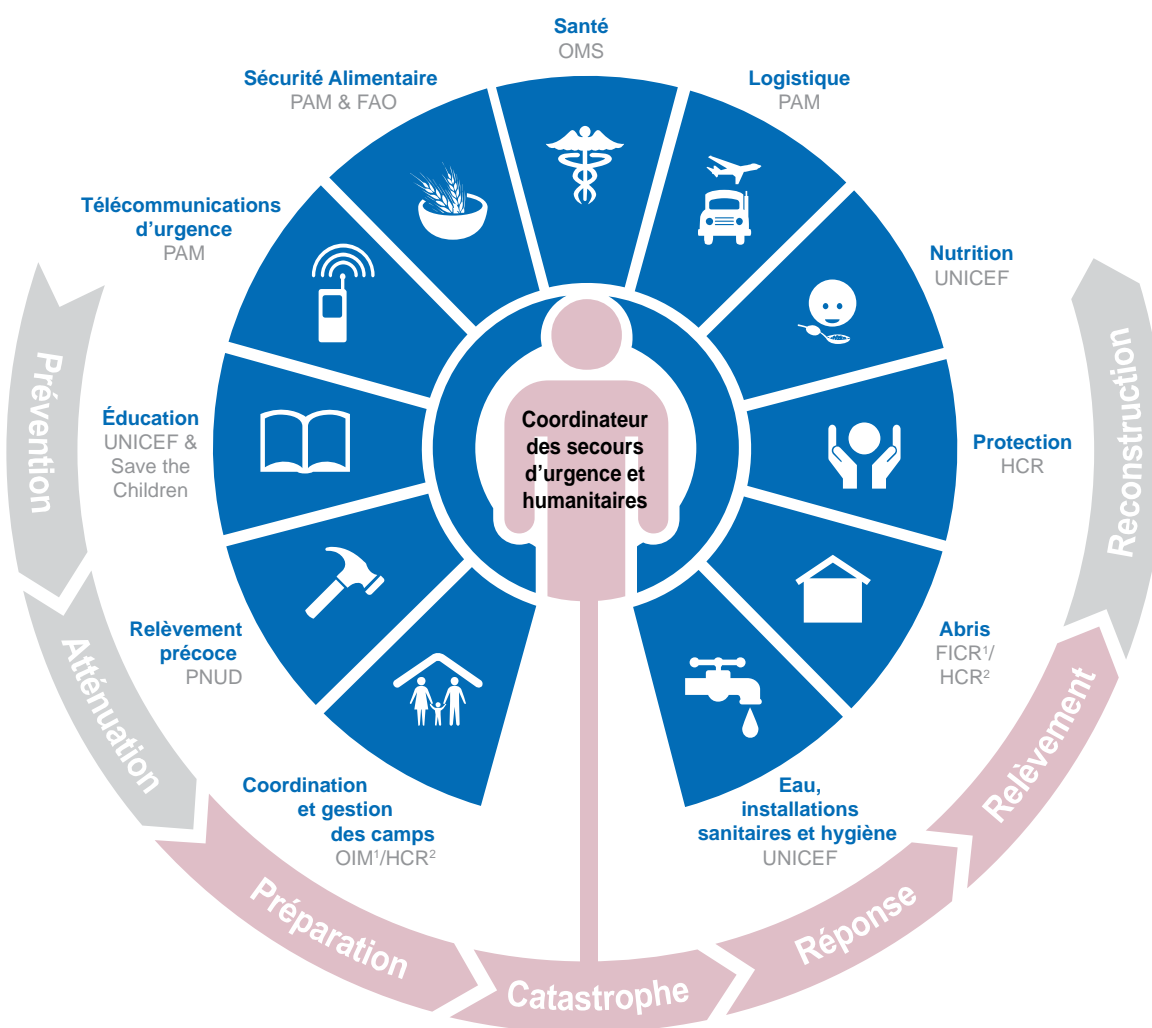 Santé
OMS
Logistique
PAM
Nutrition
UNICEF
Protection
HCR
Abris
FICR¹/
HCR²
Eau,
installations
sanitaires et hygiène
UNICEF
Coordination
et gestion
des camps
OIM¹/HCR²
Relèvement
précoce
PNUD
Éducation
UNICEF &
Save the
Children
Télécommunications
d'urgence
PAM
Sécurité Alimentaire
PAM & FAO
Coordinateur
des secours
d'urgence et
humanitaires
Prévention
Atténuation
Préparation
Catastrophe
Réponse
Relèvement
Reconstruction